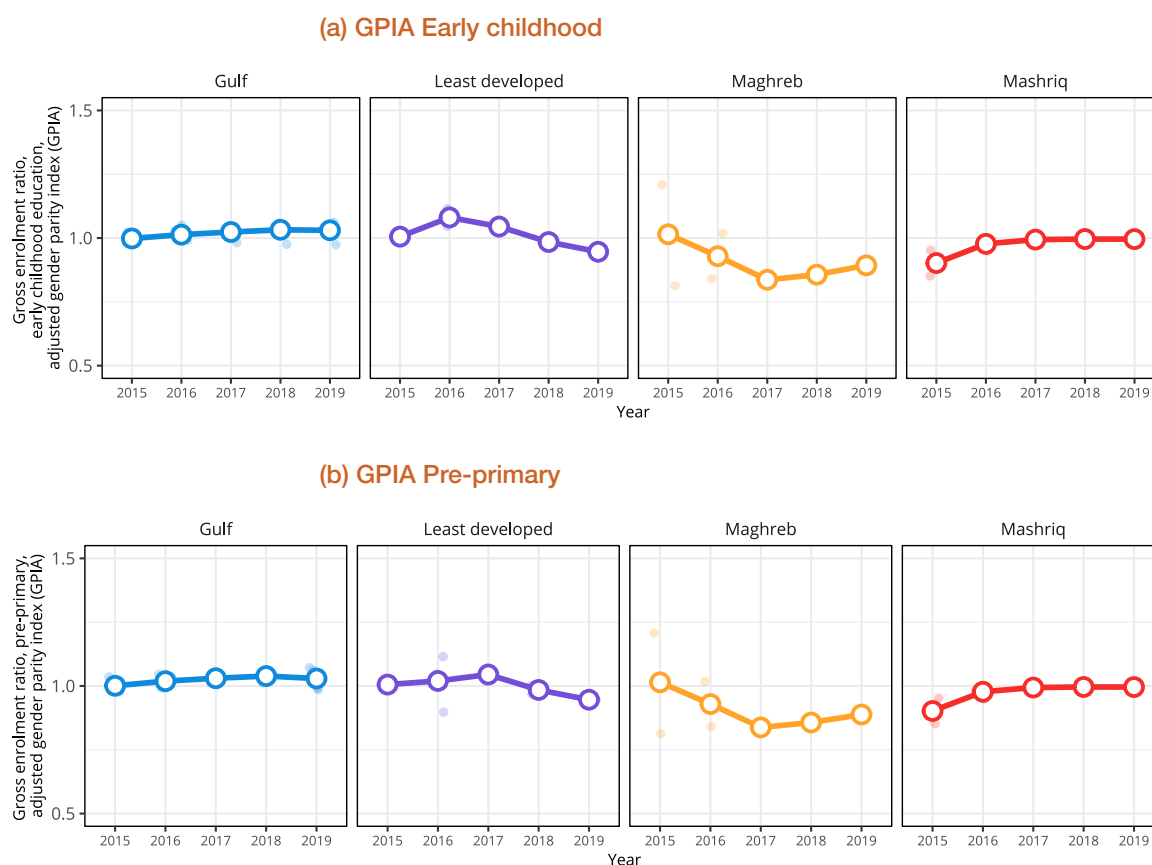 (a) GPIA Early childhood
Gulf Least developed Maghreb Mashriq
Gross enrolment ratio,
early childhood education,
adjusted gender parity index (GPIA)
1.5
1.0
0.5
2015 2016 2017 2018 2019 2015 2016 2017 2018 2019 2015 2016 2017 2018 2019 2015 2016 2017 2018 2019
Year
(b) GPIA Pre-primary
Gulf Least developed Maghreb Mashriq
Gross enrolment ratio, pre-primary,
adjusted gender parity index (GPIA)
1.5
1.0
0.5
2015 2016 2017 2018 2019 2015 2016 2017 2018 2019 2015 2016 2017 2018 2019 2015 2016 2017 2018 2019
Year